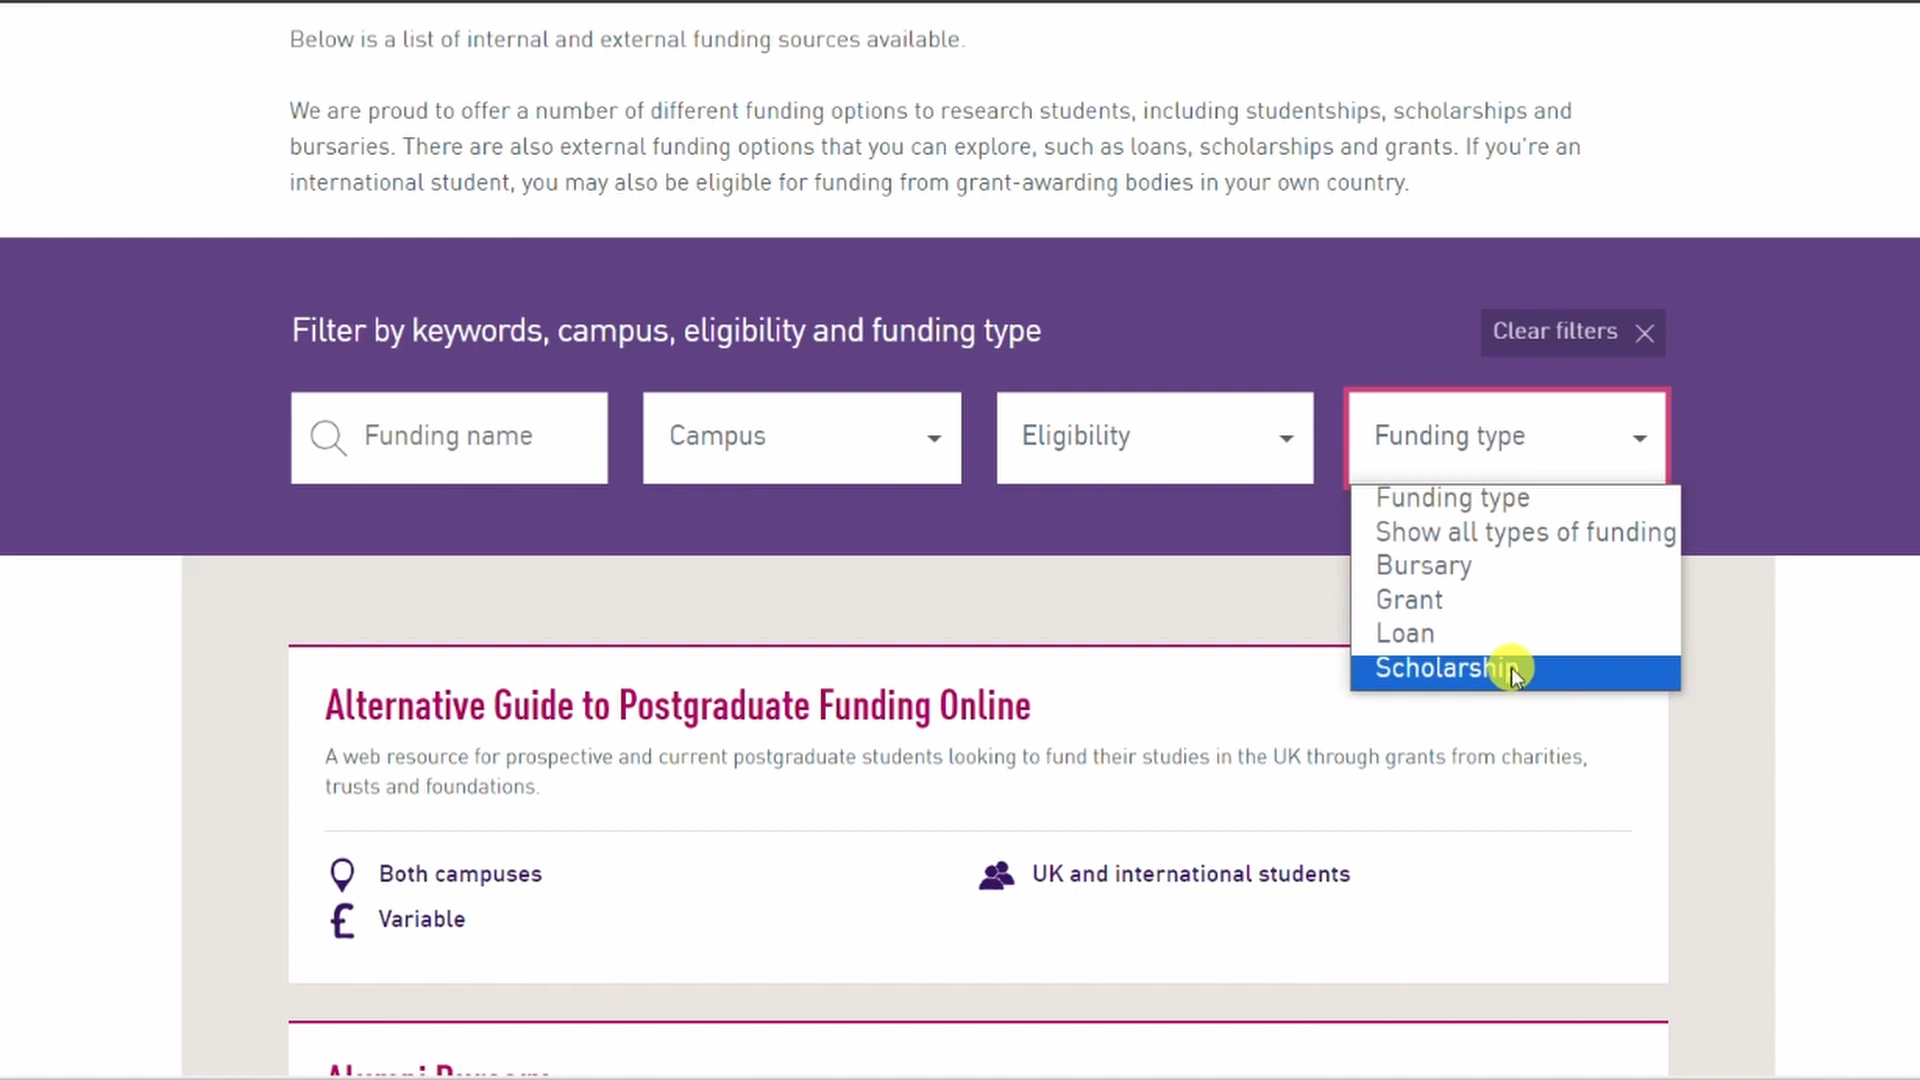 Below is a list of internal and external funding sources available.
We are proud to offer a number of different funding options to research students, including studentships, scholarships and
bursaries. There are also external funding options that you can explore, such as loans, scholarships and grants. If you're an
international student, you may also be eligible for funding from grant-awarding bodies in your own country.
Filter by keywords, campus, eligibility and funding type
Clear filters
Funding name
Campus
Eligibility
Funding type
Funding type
Show all types of funding
Bursary
Grant
Loan
Scholarship
Alternative Guide to Postgraduate Funding Online
A web resource for prospective and current postgraduate students looking to fund their studies in the UK through grants from charities,
trusts and foundations.
Both campuses
UK and international students
£ Variable
Alumni Bursary